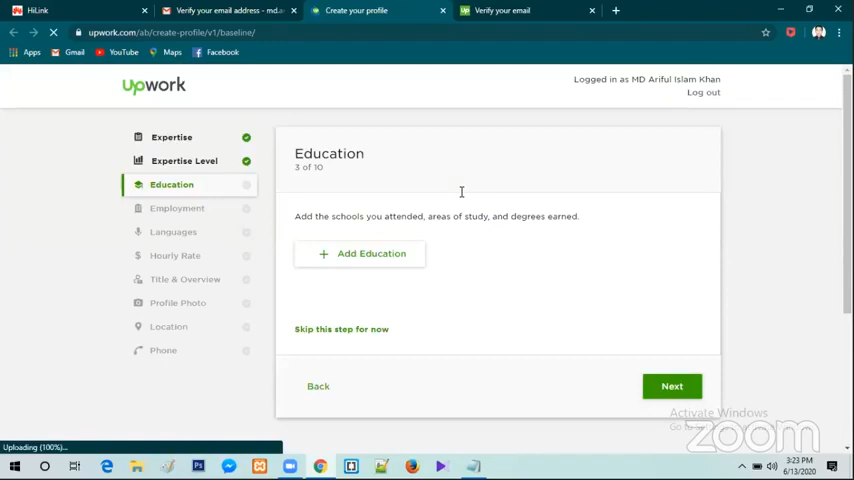 HiLink
Verify your email address - md.a
Create your profile
Verify your email
upwork.com/ab/create-profile/v1/baseline/
Apps
Gmail
YouTube
Maps
Facebook
upwork
Logged in as MD Ariful Islam Khan
Log out
Expertise
Expertise Level
Education
Employment
Languages
Hourly Rate
Title & Overview
Profile Photo
Location
Phone
Education
3 of 10
Add the schools you attended, areas of study, and degrees earned.
+ Add Education
Skip this step for now
Back
Next
Activate Windows
zoom
Uploading (100%)...
3:23 PM
6/13/2020